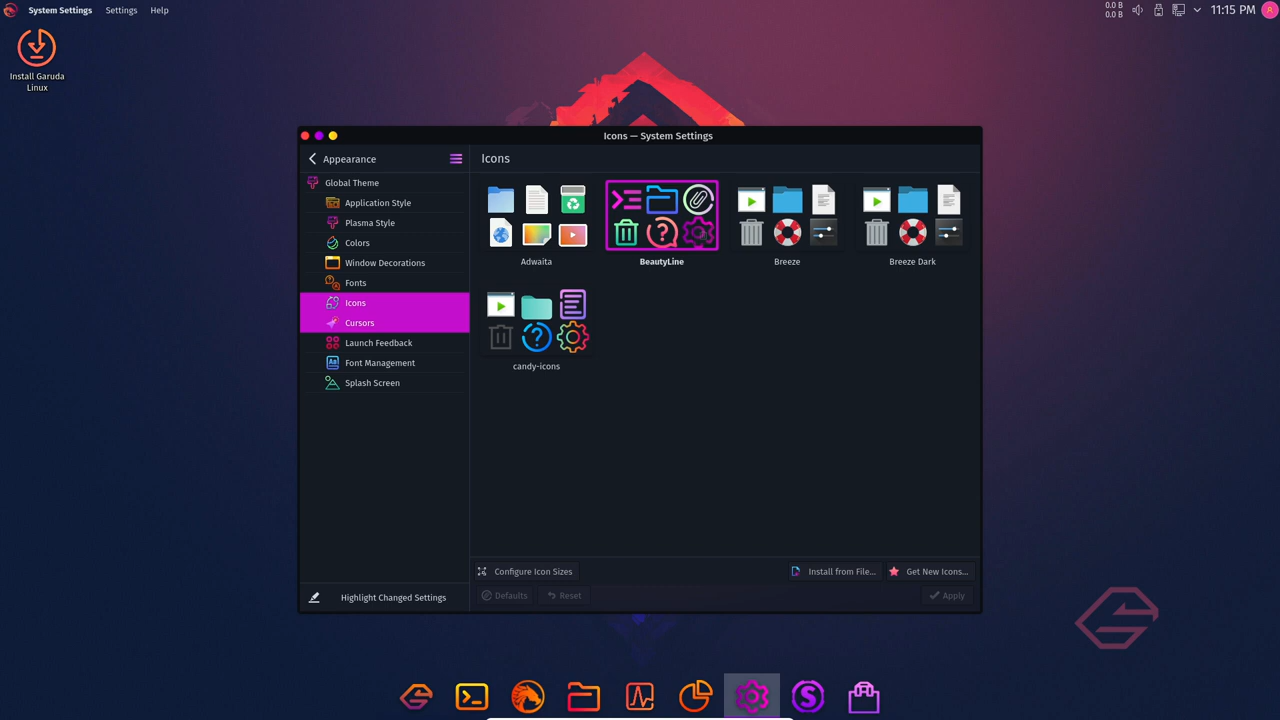 System Settings
Settings
Help
0.0 B
0.0 B
11:15 PM
Install Garuda
Linux
Icons — System Settings
Appearance
Icons
Global Theme
Application Style
Plasma Style
Colors
Window Decorations
Fonts
Icons
Cursors
Launch Feedback
Font Management
Splash Screen
Adwaita
BeautyLine
Breeze
Breeze Dark
candy-icons
Configure Icon Sizes
Install from File...
Get New Icons...
Highlight Changed Settings
Defaults
Reset
Apply